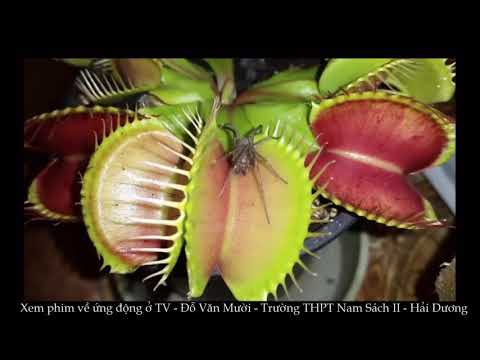 Xem phim về ứng động ở TV - Đỗ Văn Mười - Trường THPT Nam Sách II - Hải Dương